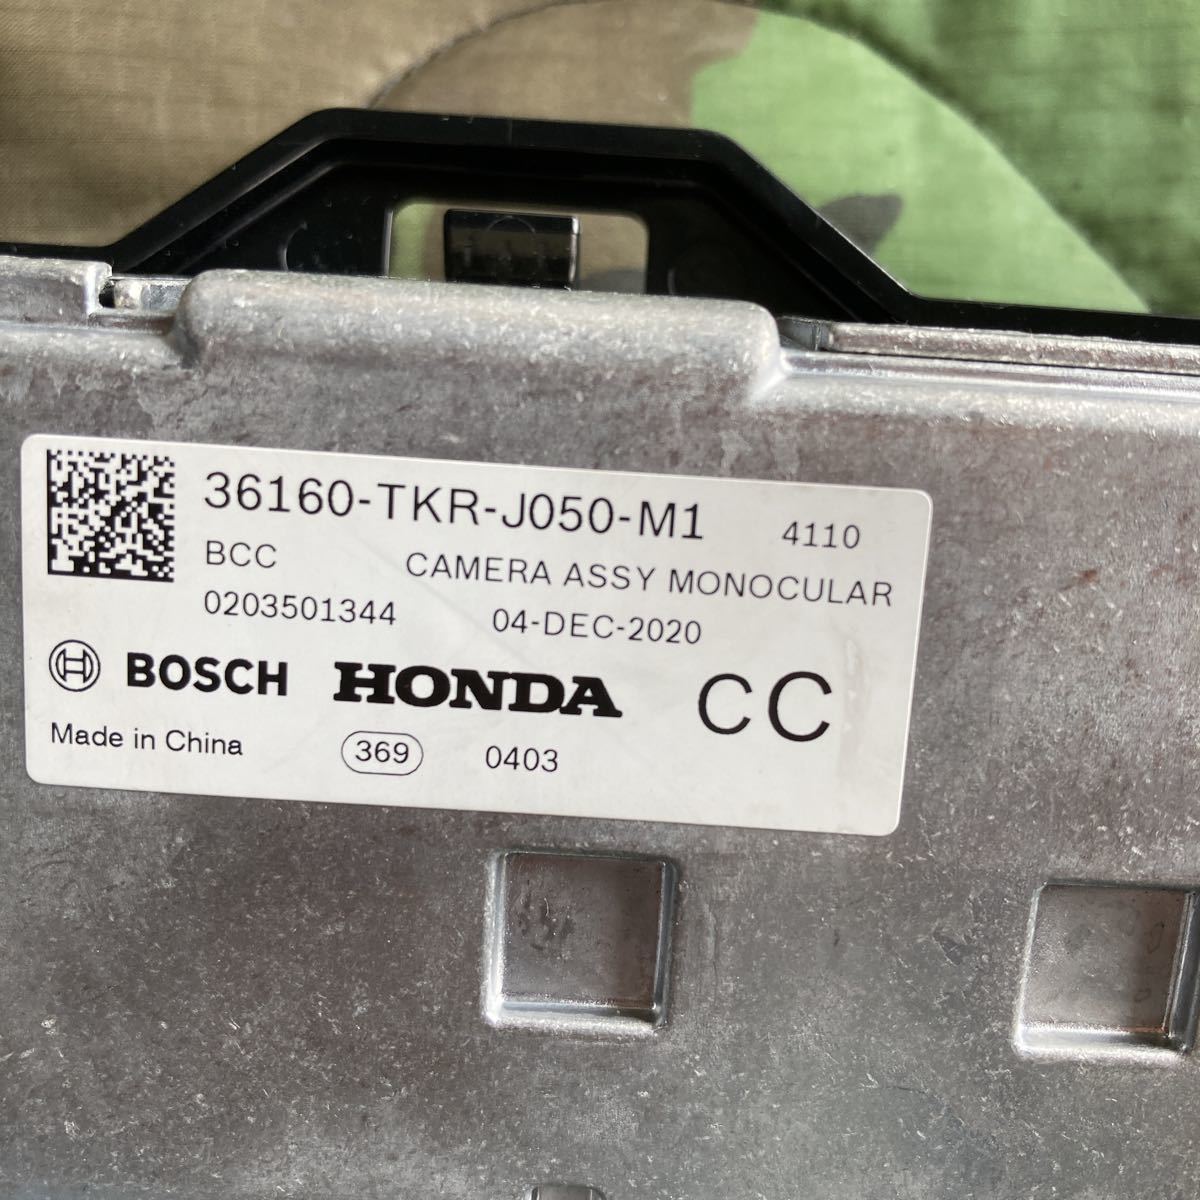 36160-TKR-J050-M1 4110
BCC CAMERA ASSY MONOCULAR
0203501344 04-DEC-2020
BOSCH HONDA CC
Made in China 369 0403